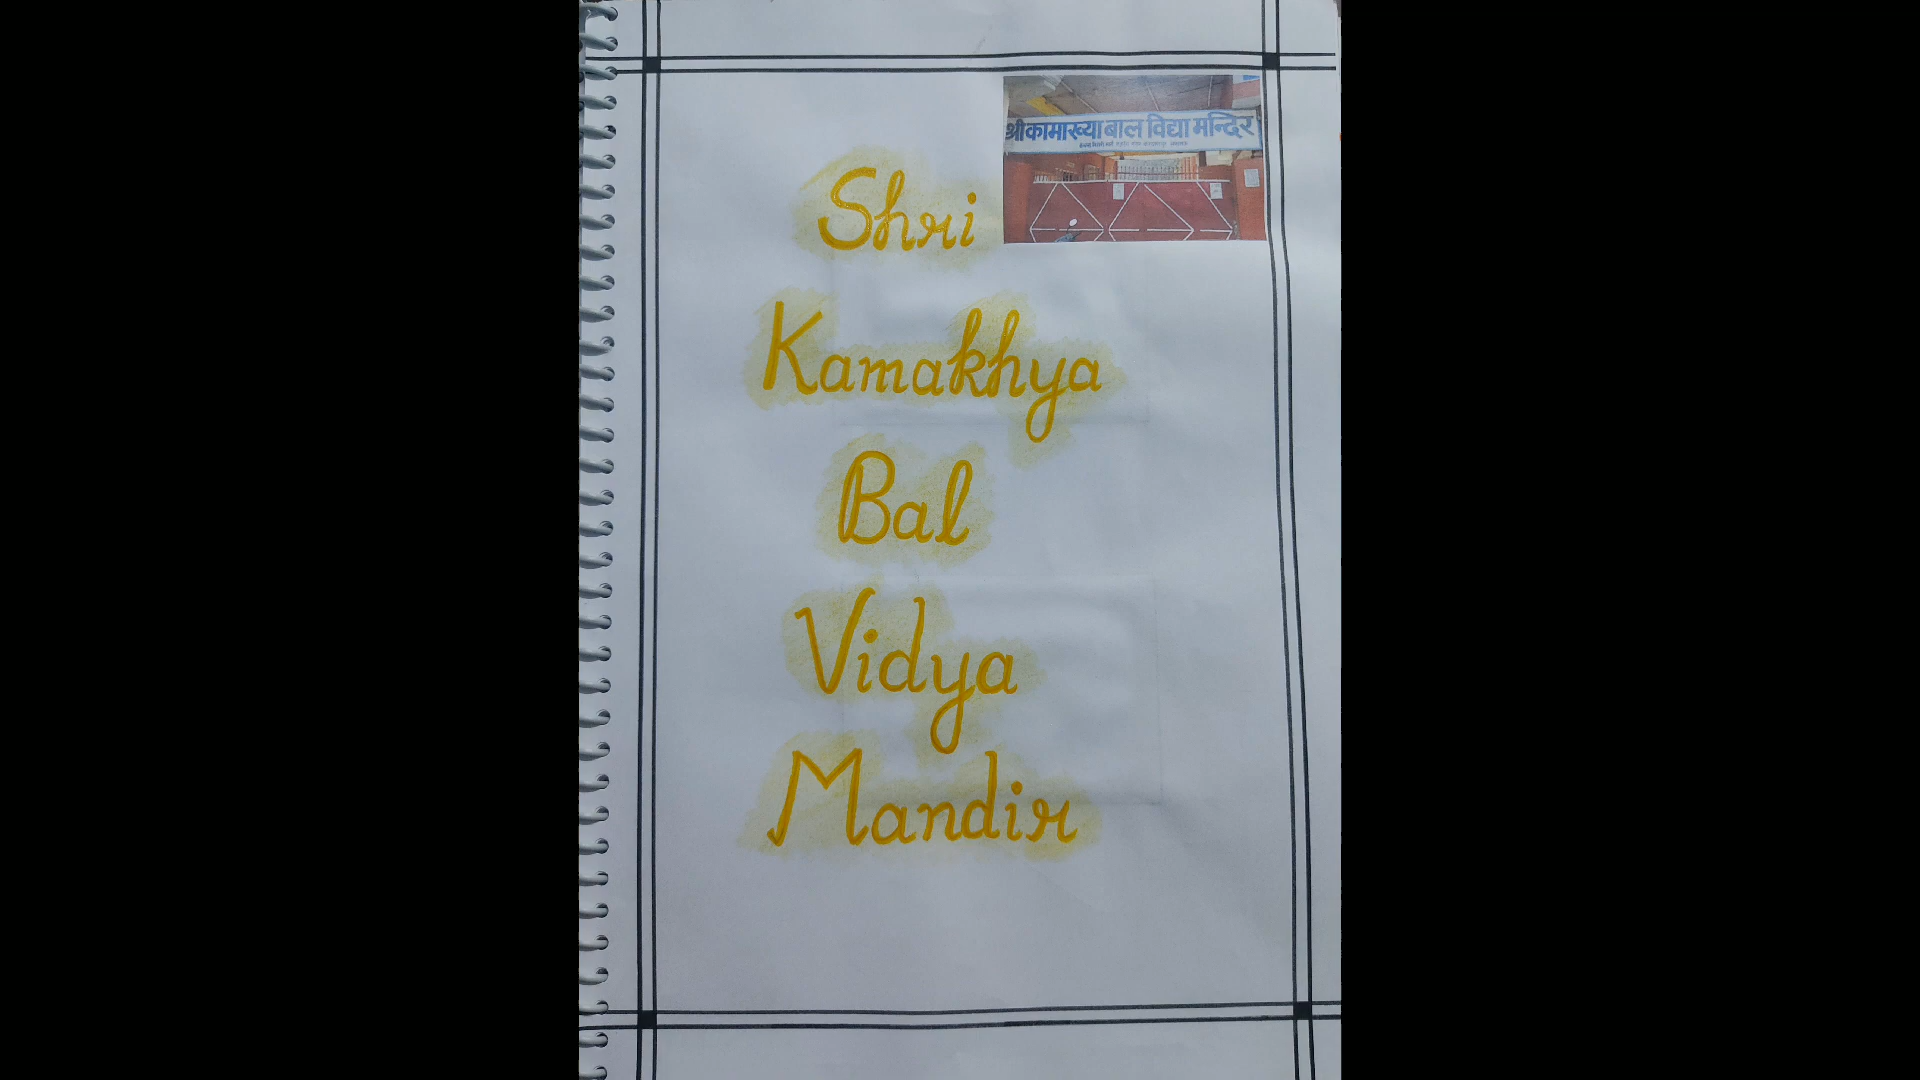 श्री कामाख्या बाल विद्या मन्दिर
Shri
Kamakhya
Bal
Vidya
Mandir